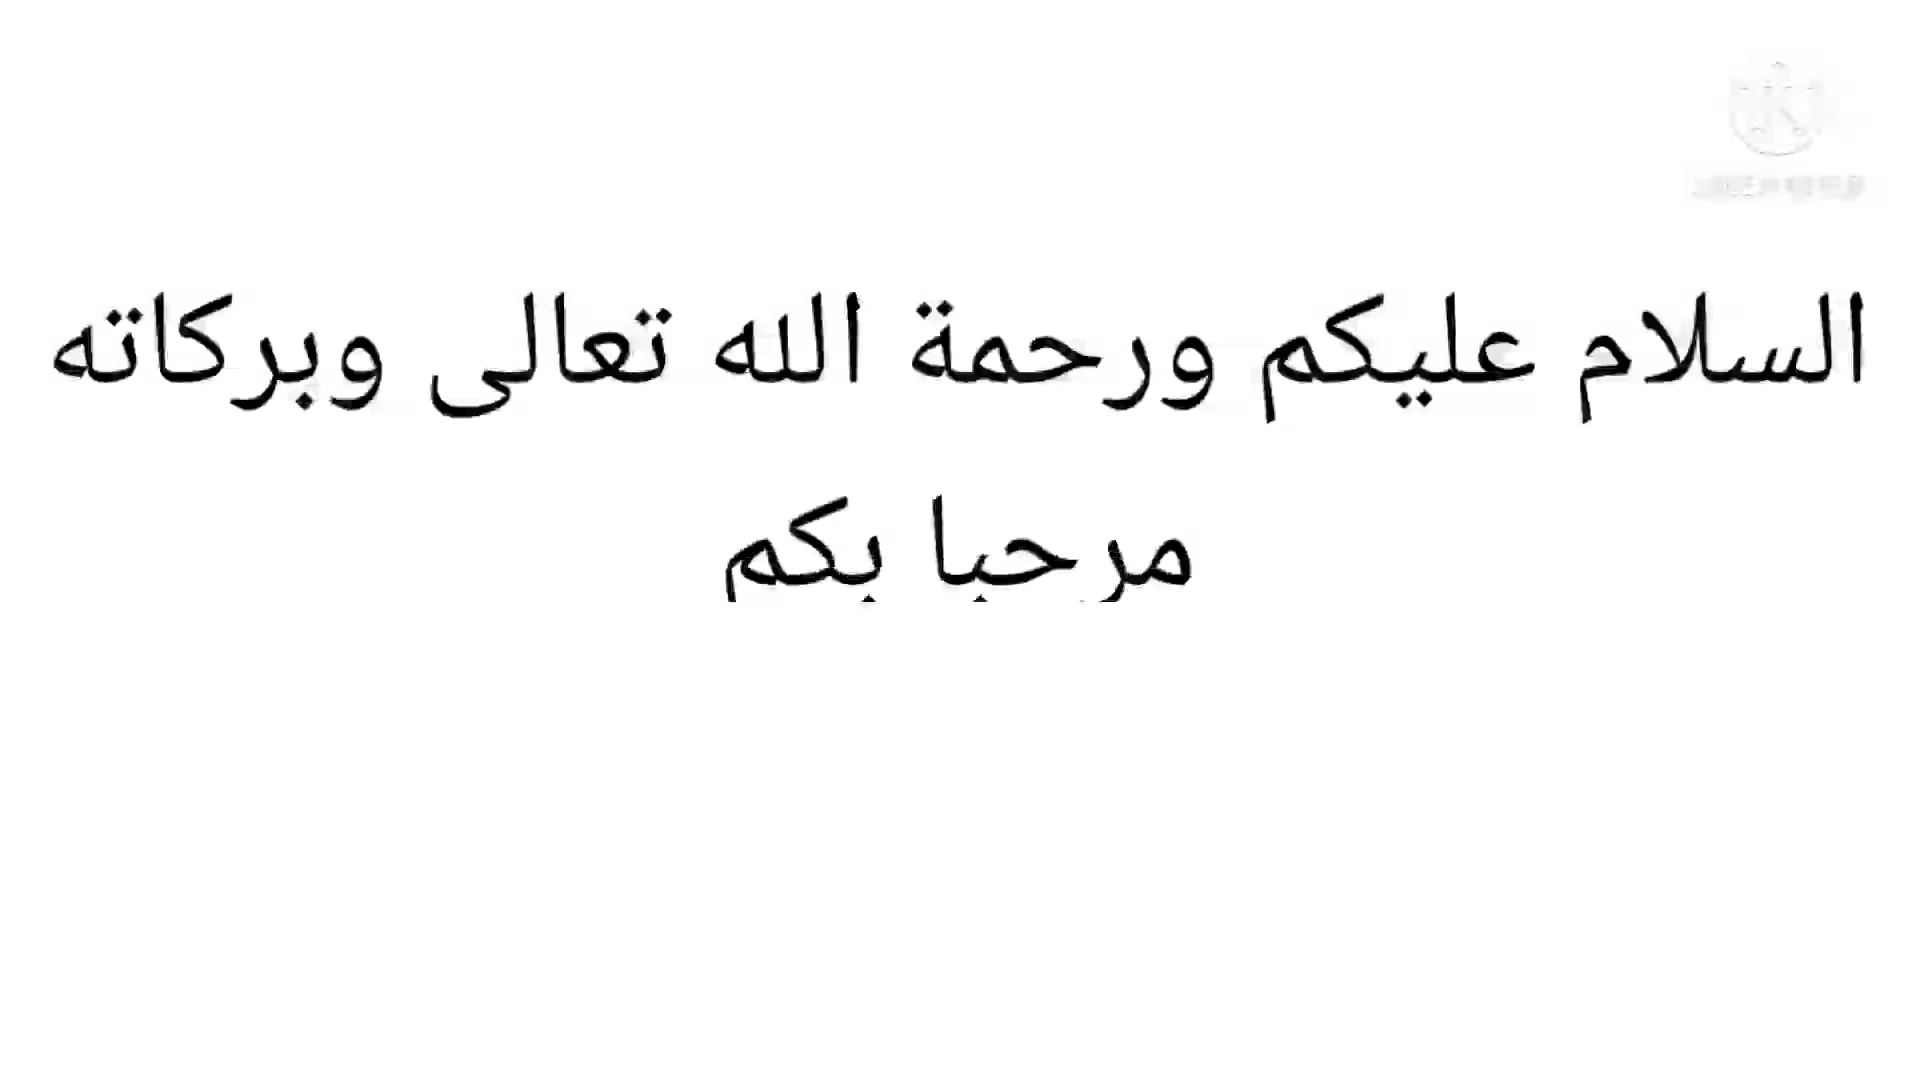 السلام عليكم ورحمة الله تعالى وبركاته
مرحبا بكم